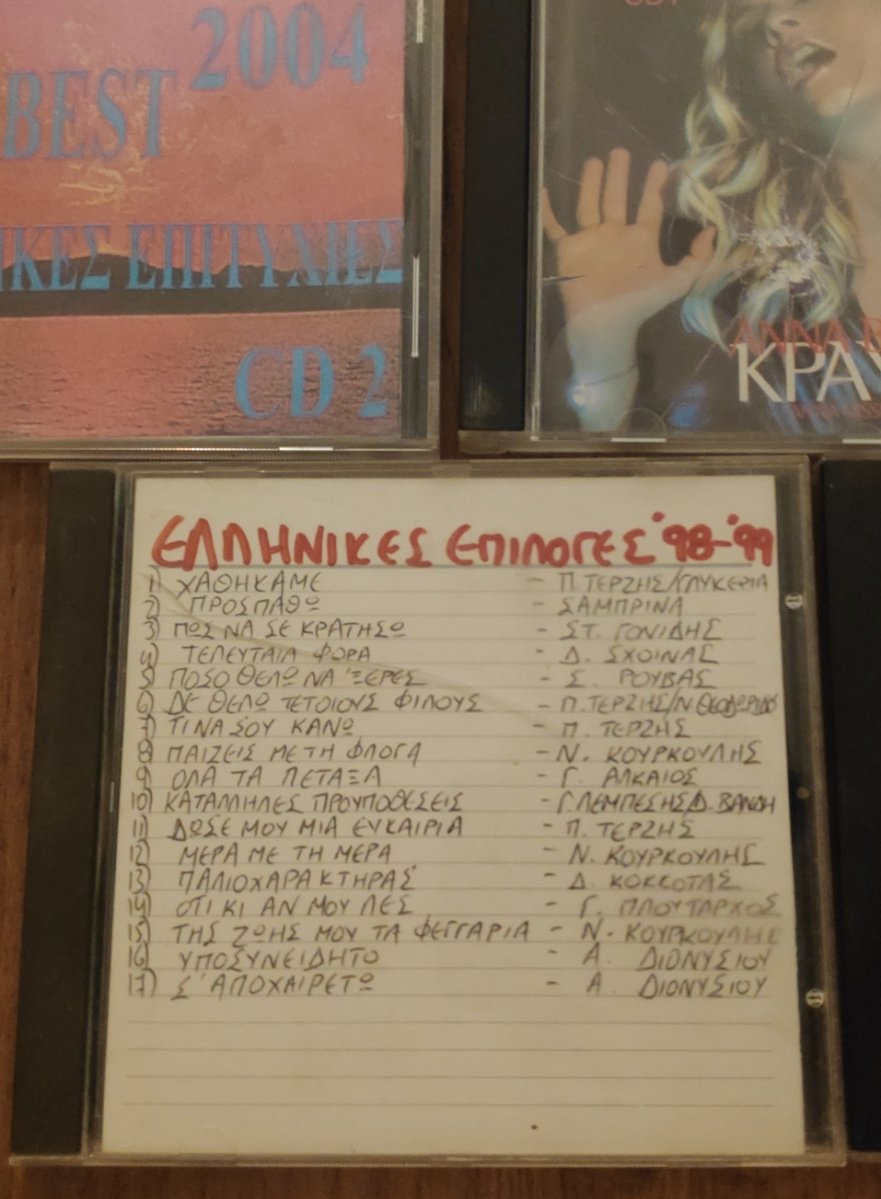 2004
BEST
ΙΚΕΣ ΕΠΙΤΥΧΙΕΣ
CD 2
ΑΝΝΑ Β
ΚΡΑΥ
ΕΛΛΗΝΙΚΕΣ ΕΠΙΛΟΓΕΣ '98-'99
1) ΧΑΘΗΚΑΜΕ - Π. ΤΕΡΖΗΣ/ΓΛΥΚΕΡΙΑ
2) ΠΡΟΣΠΑΘΩ - ΣΑΜΠΡΙΝΑ
3) ΠΩΣ ΝΑ ΣΕ ΚΡΑΤΗΣΩ - ΣΤ. ΓΟΝΙΔΗΣ
4) ΤΕΛΕΥΤΑΙΑ ΦΟΡΑ - Δ. ΣΧΟΙΝΑΣ
5) ΠΟΣΟ ΘΕΛΩ ΝΑ 'ΞΕΡΕΣ - Σ. ΡΟΥΒΑΣ
6) ΔΕ ΘΕΛΩ ΤΕΤΟΙΟΥΣ ΦΙΛΟΥΣ - Π. ΤΕΡΖΗΣ/Ν. ΘΕΟΔΩΡΙΔΟΥ
7) ΤΙ ΝΑ ΣΟΥ ΚΑΝΩ - Π. ΤΕΡΖΗΣ
8) ΠΑΙΖΕΙΣ ΜΕ ΤΗ ΦΛΟΓΑ - Ν. ΚΟΥΡΚΟΥΛΗΣ
9) ΟΛΑ ΤΑ ΠΕΤΑΞΑ - Γ. ΑΛΚΑΙΟΣ
10) ΚΑΤΑΛΛΗΛΕΣ ΠΡΟΥΠΟΘΕΣΕΙΣ - Γ. ΛΕΜΠΕΣΗΣ/Δ. ΒΑΝΔΗ
11) ΔΩΣΕ ΜΟΥ ΜΙΑ ΕΥΚΑΙΡΙΑ - Π. ΤΕΡΖΗΣ
12) ΜΕΡΑ ΜΕ ΤΗ ΜΕΡΑ - Ν. ΚΟΥΡΚΟΥΛΗΣ
13) ΠΑΛΙΟΧΑΡΑΚΤΗΡΑΣ - Δ. ΚΟΚΚΟΤΑΣ
14) ΟΤΙ ΚΙ ΑΝ ΜΟΥ ΛΕΣ - Γ. ΠΛΟΥΤΑΡΧΟΣ
15) ΤΗΣ ΖΩΗΣ ΜΟΥ ΤΑ ΦΕΓΓΑΡΙΑ - Ν. ΚΟΥΡΚΟΥΛΗΣ
16) ΥΠΟΣΥΝΕΙΔΗΤΟ - Α. ΔΙΟΝΥΣΙΟΥ
17) Σ' ΑΠΟΧΑΙΡΕΤΩ - Α. ΔΙΟΝΥΣΙΟΥ